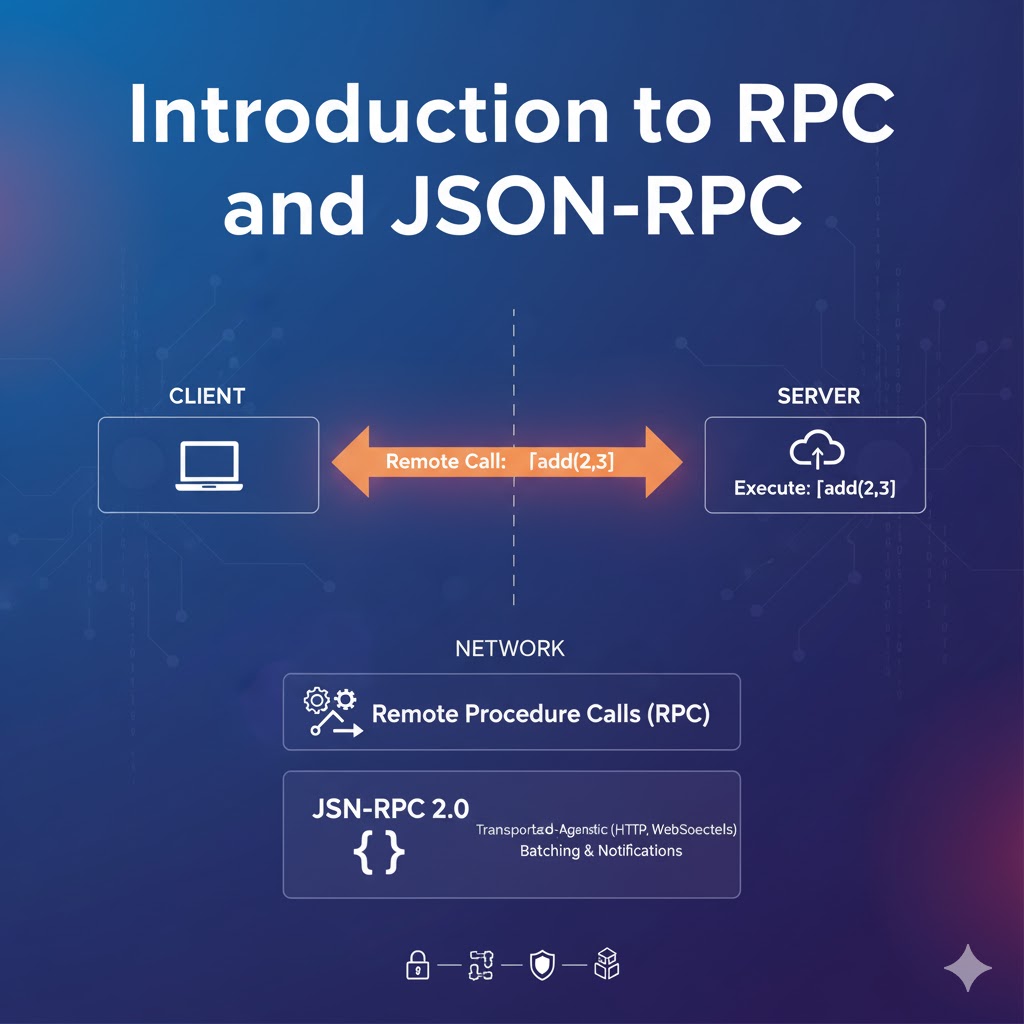 Introduction to RPC
and JSON-RPC
CLIENT
SERVER
Remote Call: ⌈add(2,3]
Execute: ⌈add(2,3]
NETWORK
Remote Procedure Calls (RPC)
JSN-RPC 2.0
{ }
Transported-Agenstic (HTTP, WebSoectels)
Batching & Notifications